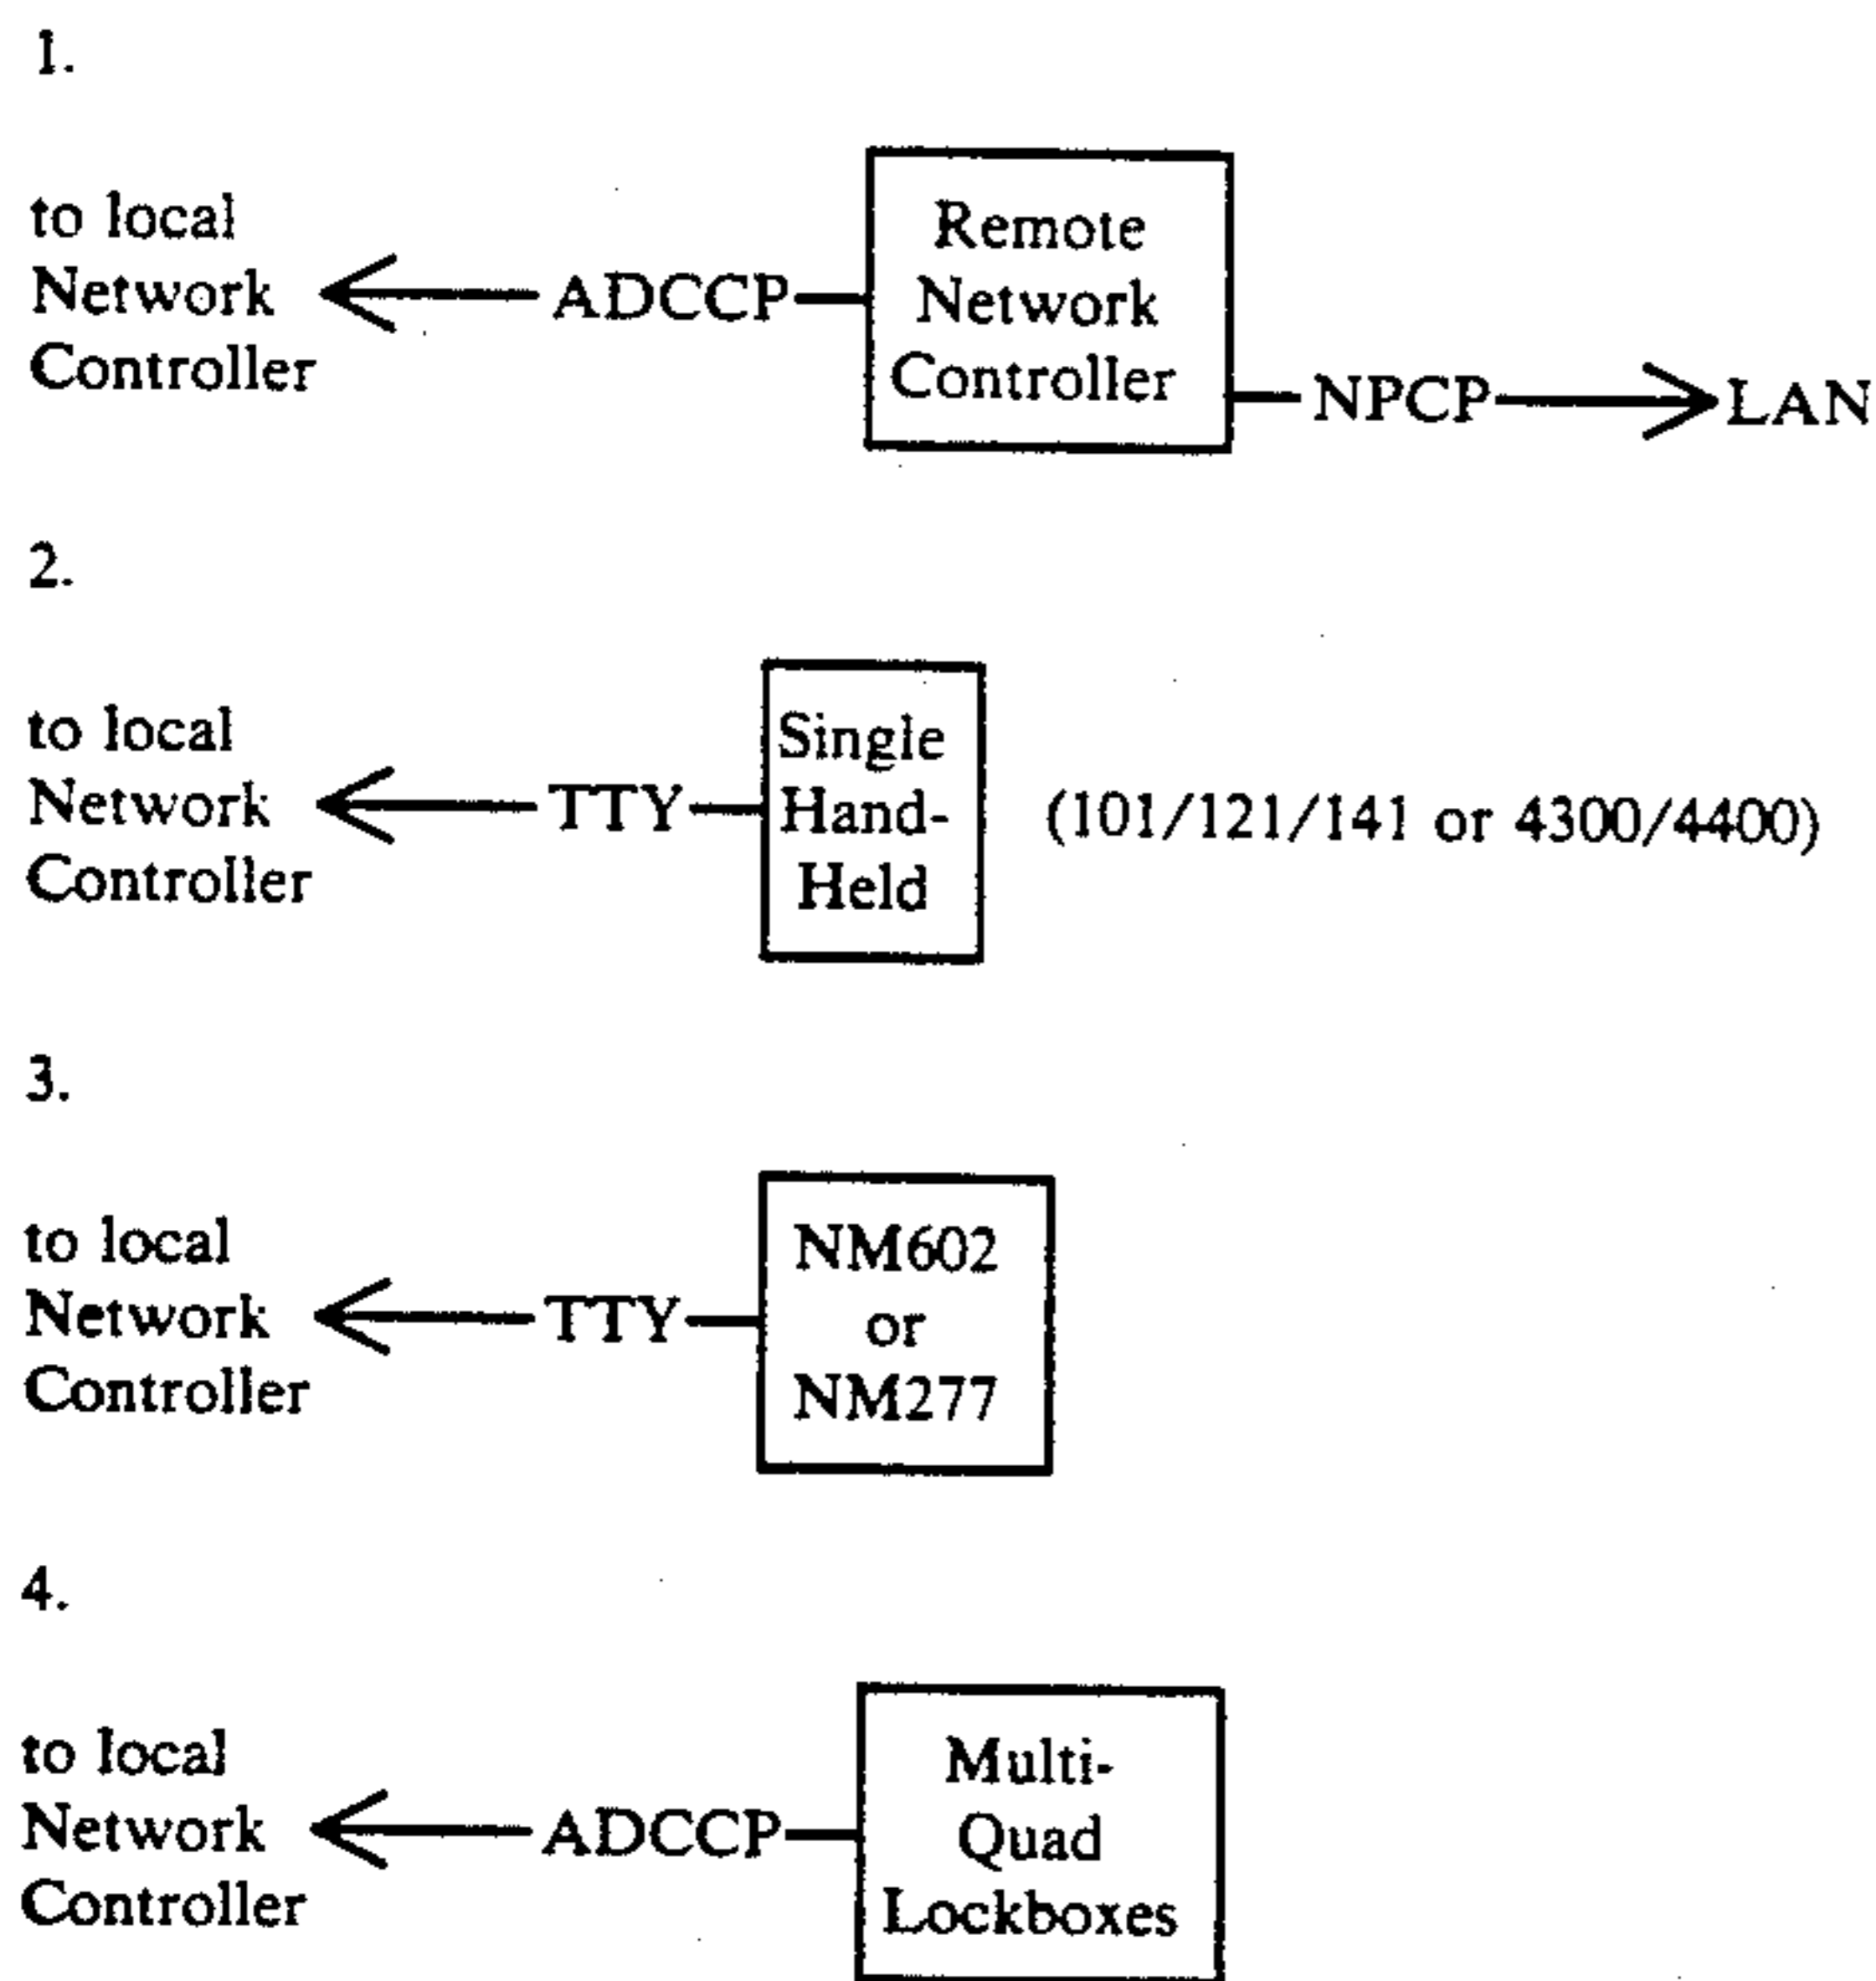 1.
to local
Network
Controller
ADCCP
Remote
Network
Controller
NPCP
LAN
2.
to local
Network
Controller
TTY
Single
Hand-
Held
(101/121/141 or 4300/4400)
3.
to local
Network
Controller
TTY
NM602
or
NM277
4.
to local
Network
Controller
ADCCP
Multi-
Quad
Lockboxes